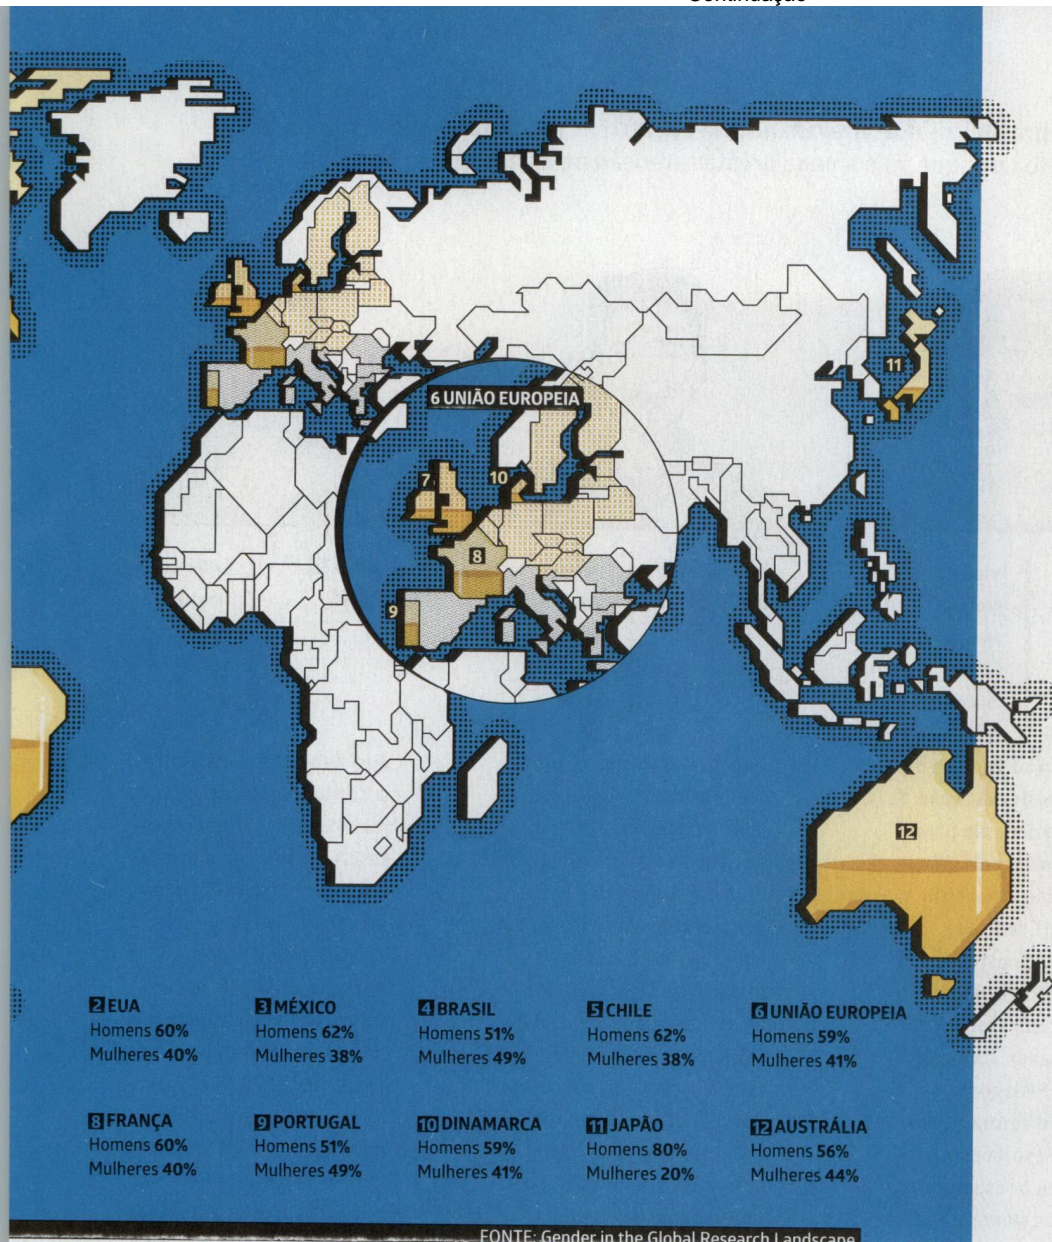 Continuação
6 UNIÃO EUROPEIA
7
10
8
9
11
12
2 EUA
Homens 60%
Mulheres 40%
3 MÉXICO
Homens 62%
Mulheres 38%
4 BRASIL
Homens 51%
Mulheres 49%
5 CHILE
Homens 62%
Mulheres 38%
6 UNIÃO EUROPEIA
Homens 59%
Mulheres 41%
8 FRANÇA
Homens 60%
Mulheres 40%
9 PORTUGAL
Homens 51%
Mulheres 49%
10 DINAMARCA
Homens 59%
Mulheres 41%
11 JAPÃO
Homens 80%
Mulheres 20%
12 AUSTRÁLIA
Homens 56%
Mulheres 44%
FONTE: Gender in the Global Research Landscape